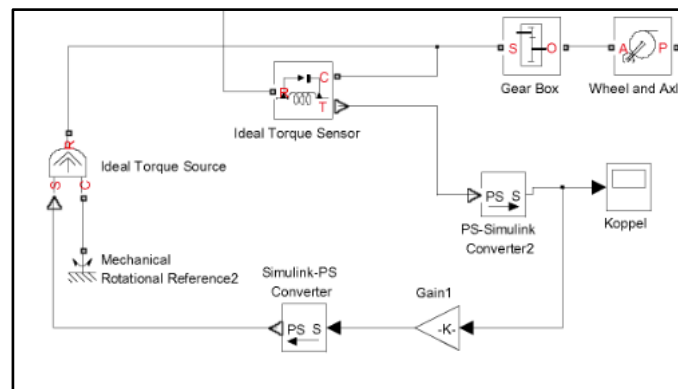 S
O
A
P
Gear Box
Wheel and Axl
R
C
T
Ideal Torque Sensor
R
S
C
Ideal Torque Source
PS S
PS-Simulink
Converter2
Koppel
Mechanical
Rotational Reference2
Simulink-PS
Converter
PS S
Gain1
-K-